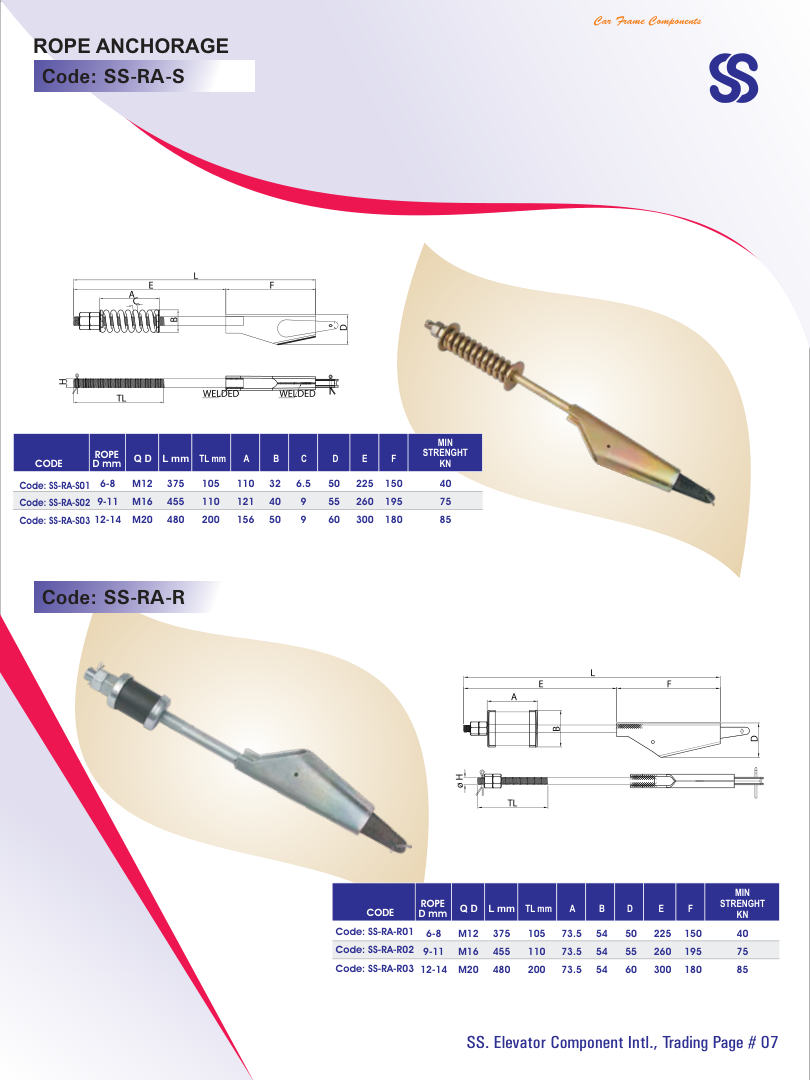 Car Frame Components
ROPE ANCHORAGE
Code: SS-RA-S
SS
L
E
F
A
C
B
D
H
TL
WELDED
WELDED
CODE ROPE D mm Q D L mm TL mm A B C D E F MIN STRENGHT KN
Code: SS-RA-S01 6-8 M12 375 105 110 32 6.5 50 225 150 40
Code: SS-RA-S02 9-11 M16 455 110 121 40 9 55 260 195 75
Code: SS-RA-S03 12-14 M20 480 200 156 50 9 60 300 180 85
Code: SS-RA-R
L
E
F
A
B
D
ø H
TL
CODE ROPE D mm Q D L mm TL mm A B D E F MIN STRENGHT KN
Code: SS-RA-R01 6-8 M12 375 105 73.5 54 50 225 150 40
Code: SS-RA-R02 9-11 M16 455 110 73.5 54 55 260 195 75
Code: SS-RA-R03 12-14 M20 480 200 73.5 54 60 300 180 85
SS. Elevator Component Intl., Trading Page # 07